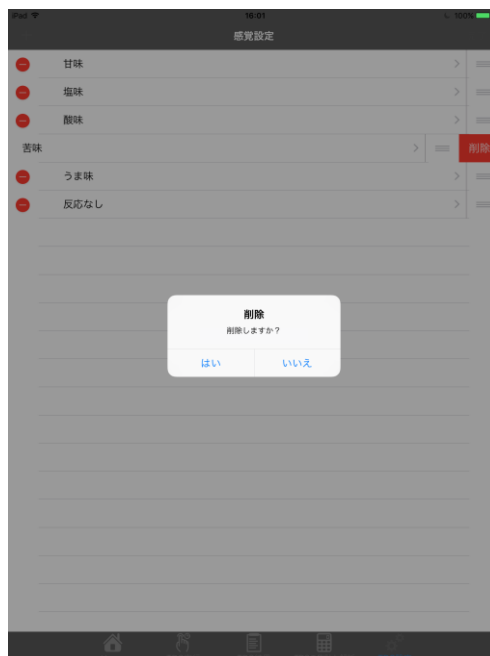 iPad 16:01 100%
感覚設定
甘味
塩味
酸味
苦味 削除
うま味
反応なし
削除
削除しますか？
はい いいえ